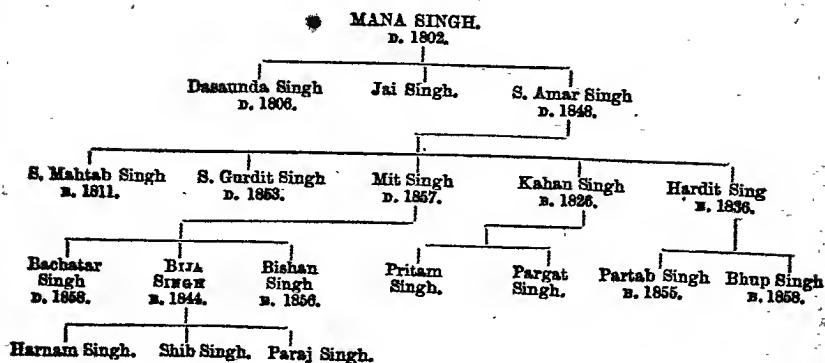 MANA SINGH.
D. 1802.
Dasaunda Singh Jai Singh. S. Amar Singh
D. 1806. D. 1848.
S. Mahtab Singh S. Gurdit Singh Mit Singh Kahan Singh Hardit Sing
B. 1811. D. 1853. D. 1857. B. 1826. B. 1836.
Bachatar BIJA Bishan Pritam Pargat Partab Singh Bhup Singh
Singh SINGH Singh Singh. Singh. B. 1855. B. 1858.
D. 1858. B. 1844. B. 1856.
Harnam Singh. Shib Singh. Paraj Singh.